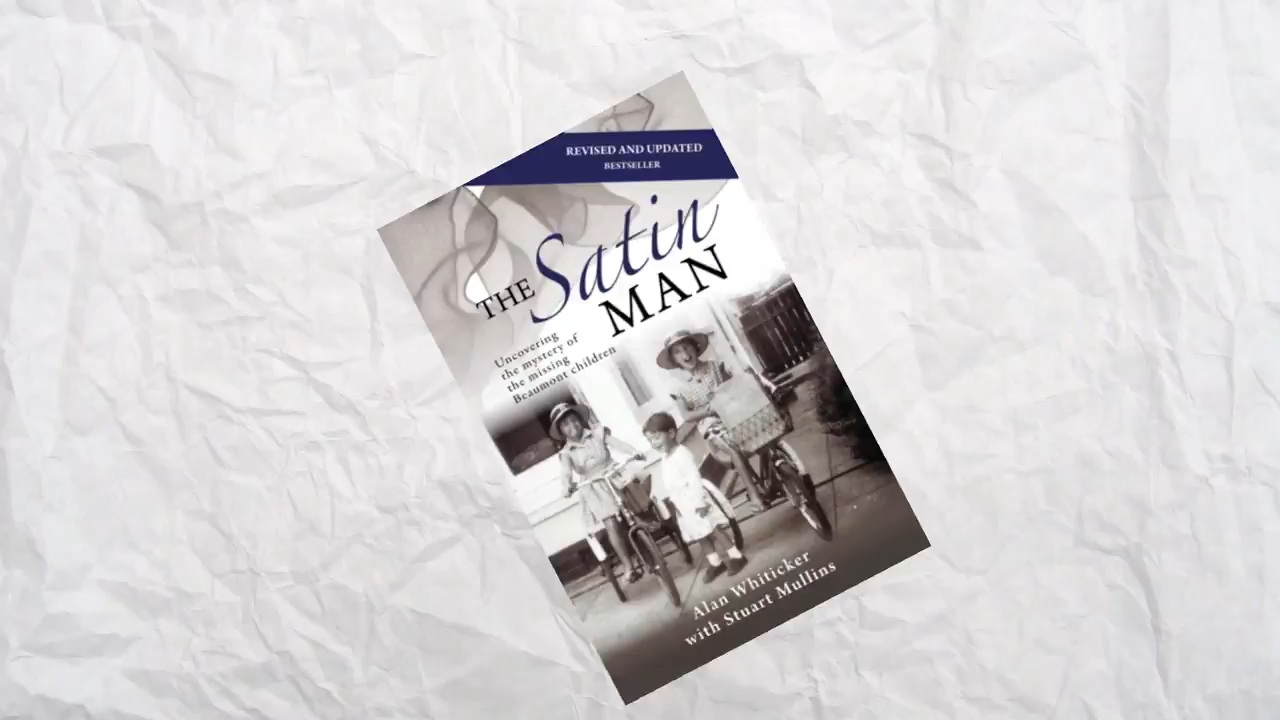 REVISED AND UPDATED
BESTSELLER
THE Satin
MAN
Uncovering
the mystery of
the missing
Beaumont children
Alan Whiticker
with Stuart Mullins